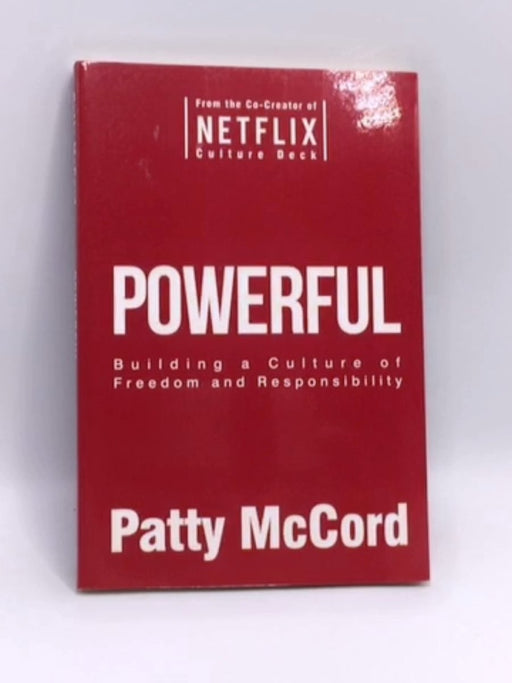 From the Co-Creator of
NETFLIX
Culture Deck
POWERFUL
Building a Culture of
Freedom and Responsibility
Patty McCord